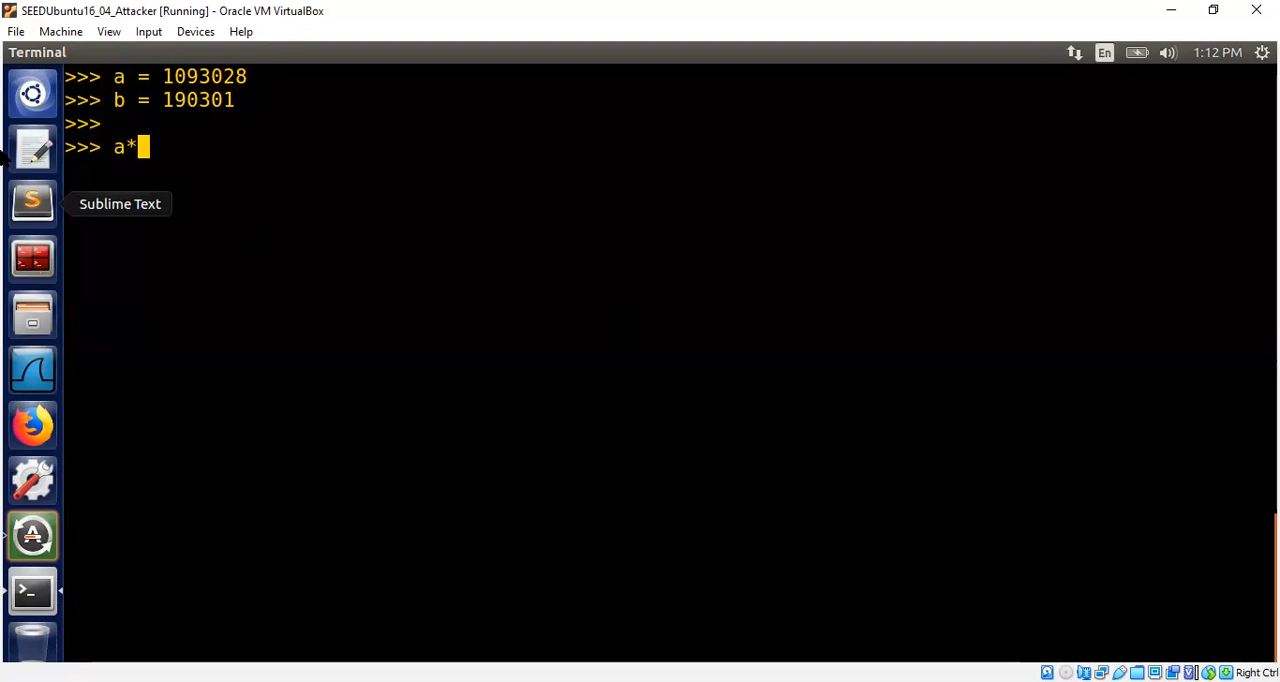 SEEDUbuntu16_04_Attacker [Running] - Oracle VM VirtualBox
File Machine View Input Devices Help
Terminal En 1:12 PM
>>> a = 1093028
>>> b = 190301
>>>
>>> a*
Sublime Text
Right Ctrl